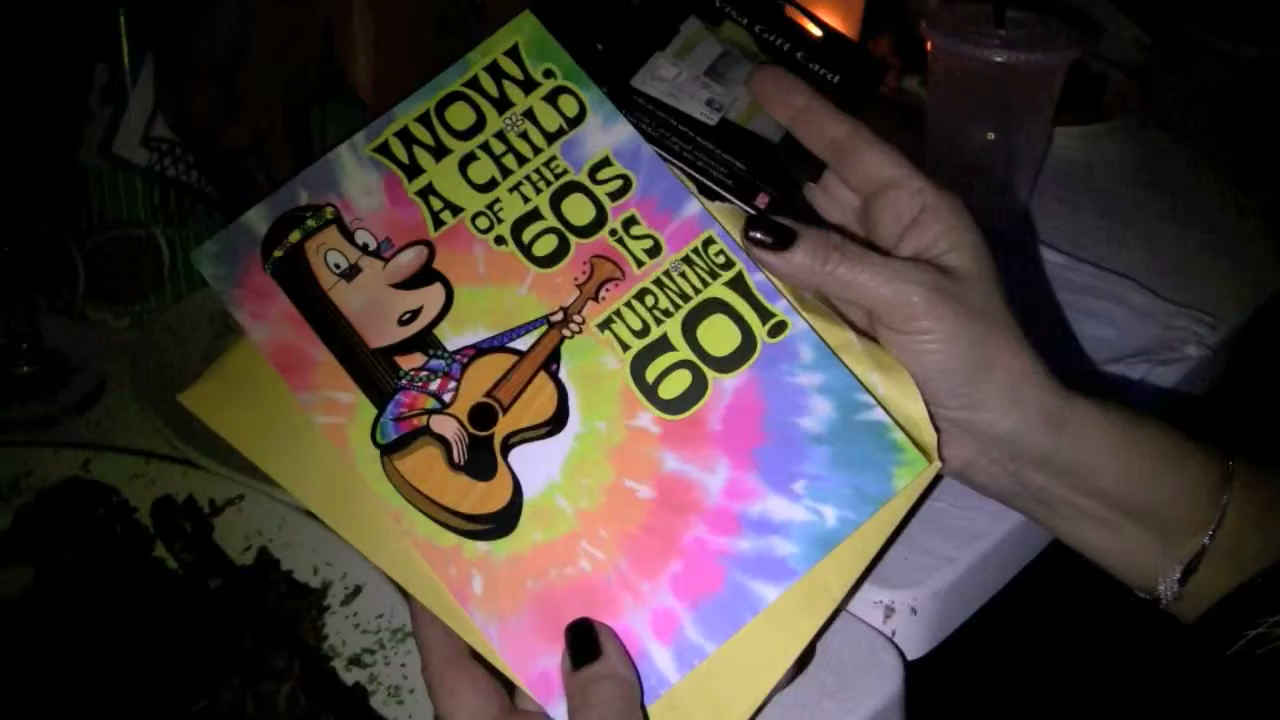 WOW,
A CHILD
OF THE
'60s
is
TURNING
60!
Visa Gift Card